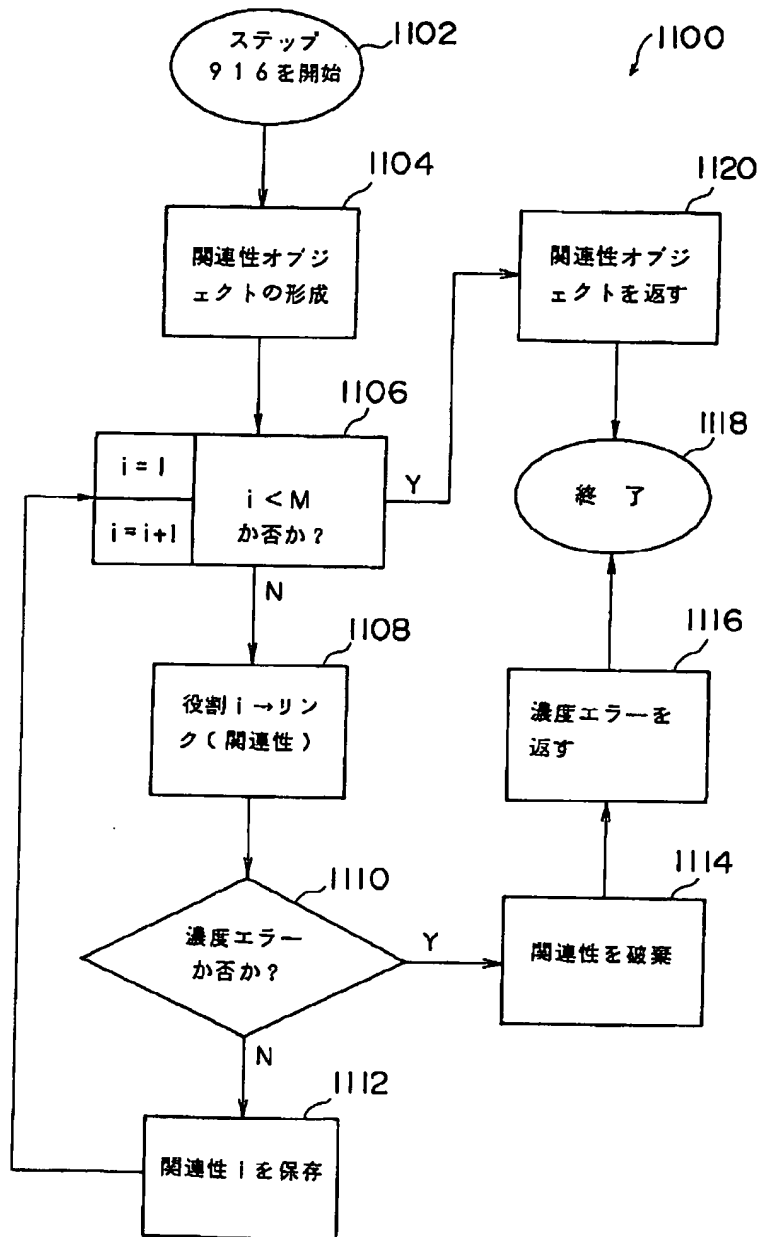 ステップ
916を開始
1102
1100
1104
関連性オブジ
ェクトの形成
1120
関連性オブジ
ェクトを返す
1106
i = 1
i = i+1
i < M
か否か?
Y
N
1118
終 了
1108
役割 i →リン
ク(関連性)
1116
濃度エラーを
返す
1110
濃度エラー
か否か?
Y
N
1114
関連性を破棄
1112
関連性 i を保存